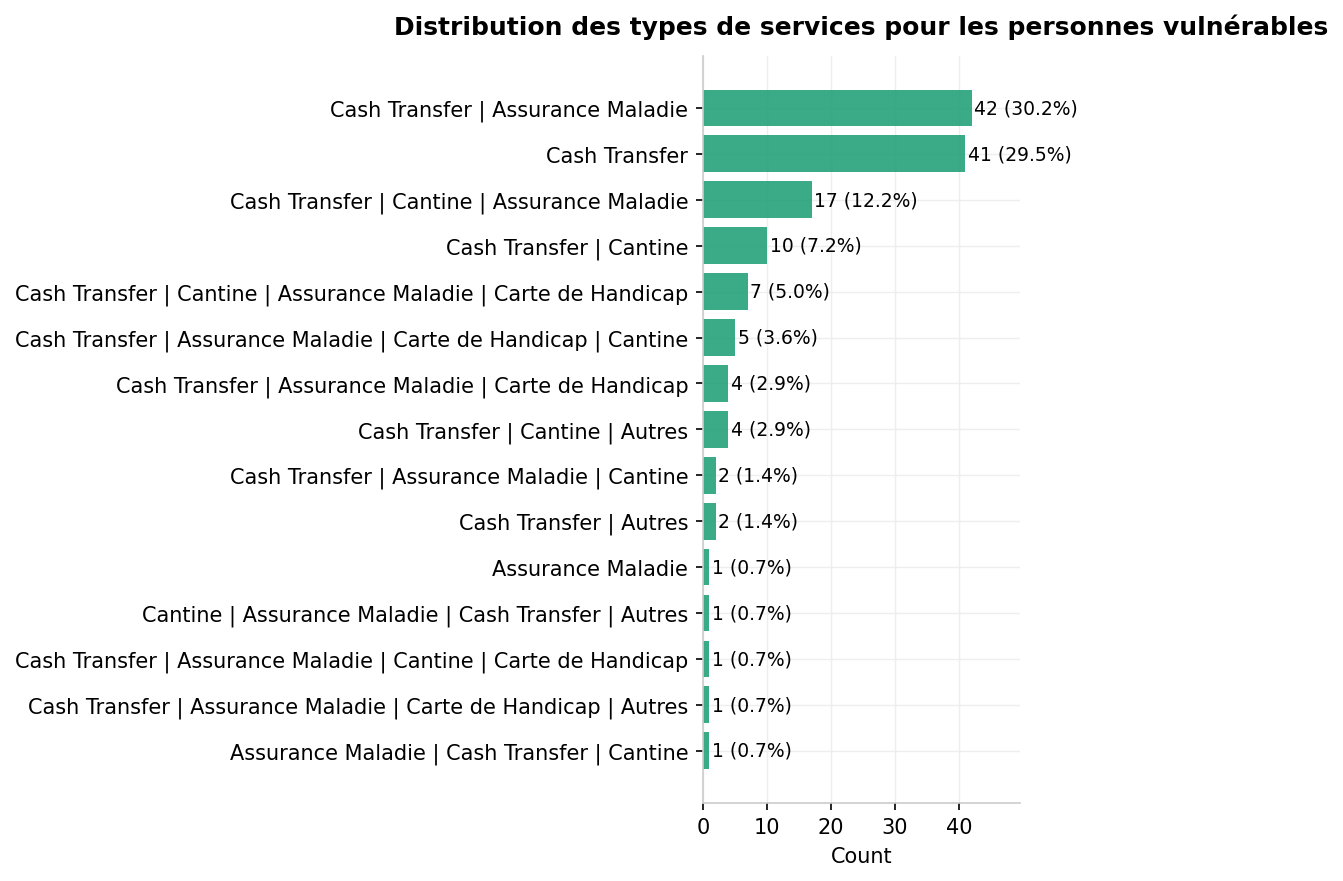 Distribution des types de services pour les personnes vulnérables
Cash Transfer | Assurance Maladie 42 (30.2%)
Cash Transfer 41 (29.5%)
Cash Transfer | Cantine | Assurance Maladie 17 (12.2%)
Cash Transfer | Cantine 10 (7.2%)
Cash Transfer | Cantine | Assurance Maladie | Carte de Handicap 7 (5.0%)
Cash Transfer | Assurance Maladie | Carte de Handicap | Cantine 5 (3.6%)
Cash Transfer | Assurance Maladie | Carte de Handicap 4 (2.9%)
Cash Transfer | Cantine | Autres 4 (2.9%)
Cash Transfer | Assurance Maladie | Cantine 2 (1.4%)
Cash Transfer | Autres 2 (1.4%)
Assurance Maladie 1 (0.7%)
Cantine | Assurance Maladie | Cash Transfer | Autres 1 (0.7%)
Cash Transfer | Assurance Maladie | Cantine | Carte de Handicap 1 (0.7%)
Cash Transfer | Assurance Maladie | Carte de Handicap | Autres 1 (0.7%)
Assurance Maladie | Cash Transfer | Cantine 1 (0.7%)
0 10 20 30 40
Count